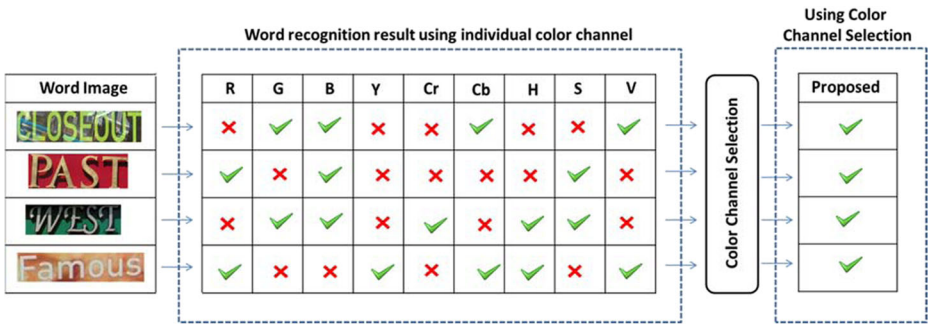 Using Color
Channel Selection
Word recognition result using individual color channel
Word Image R G B Y Cr Cb H S V Proposed
CLOSEOUT
PAST
WEST
Famous
Color Channel Selection